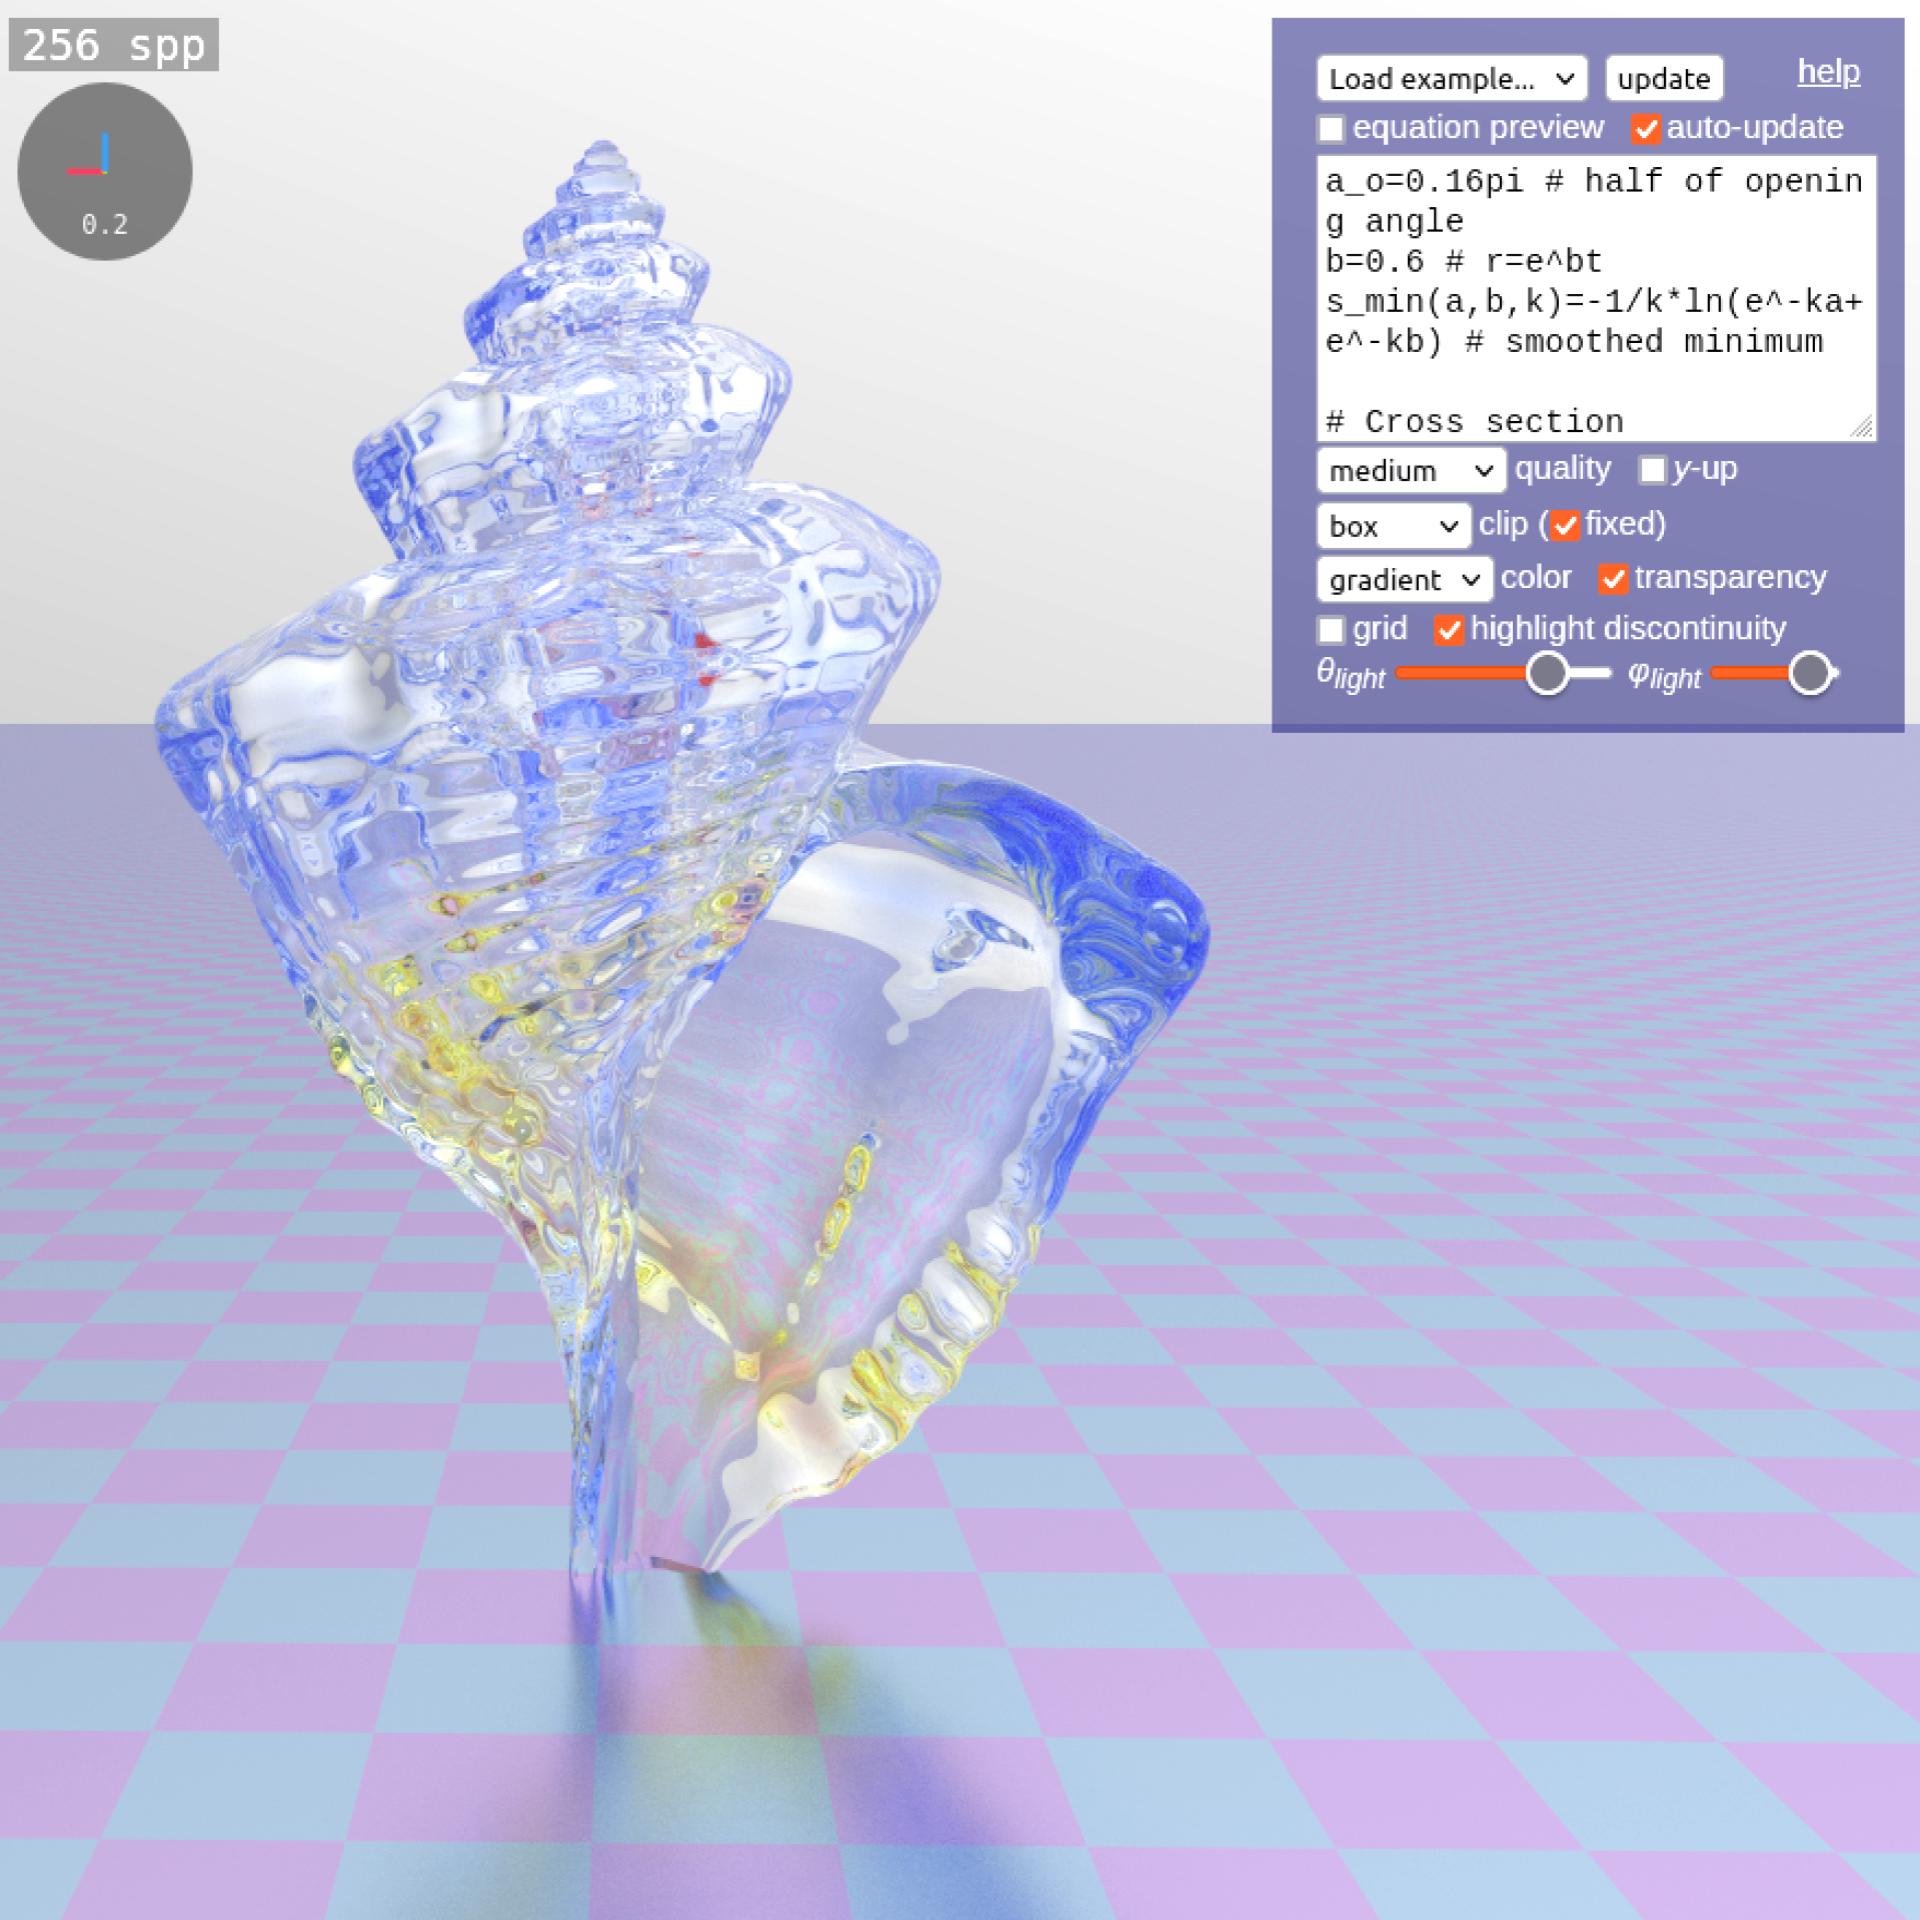 256 spp
0.2
Load example... update help
equation preview auto-update
a_o=0.16pi # half of openin
g angle
b=0.6 # r=e^bt
s_min(a,b,k)=-1/k*ln(e^-ka+
e^-kb) # smoothed minimum
# Cross section
medium quality y-up
box clip (fixed)
gradient color transparency
grid highlight discontinuity
θlight φlight